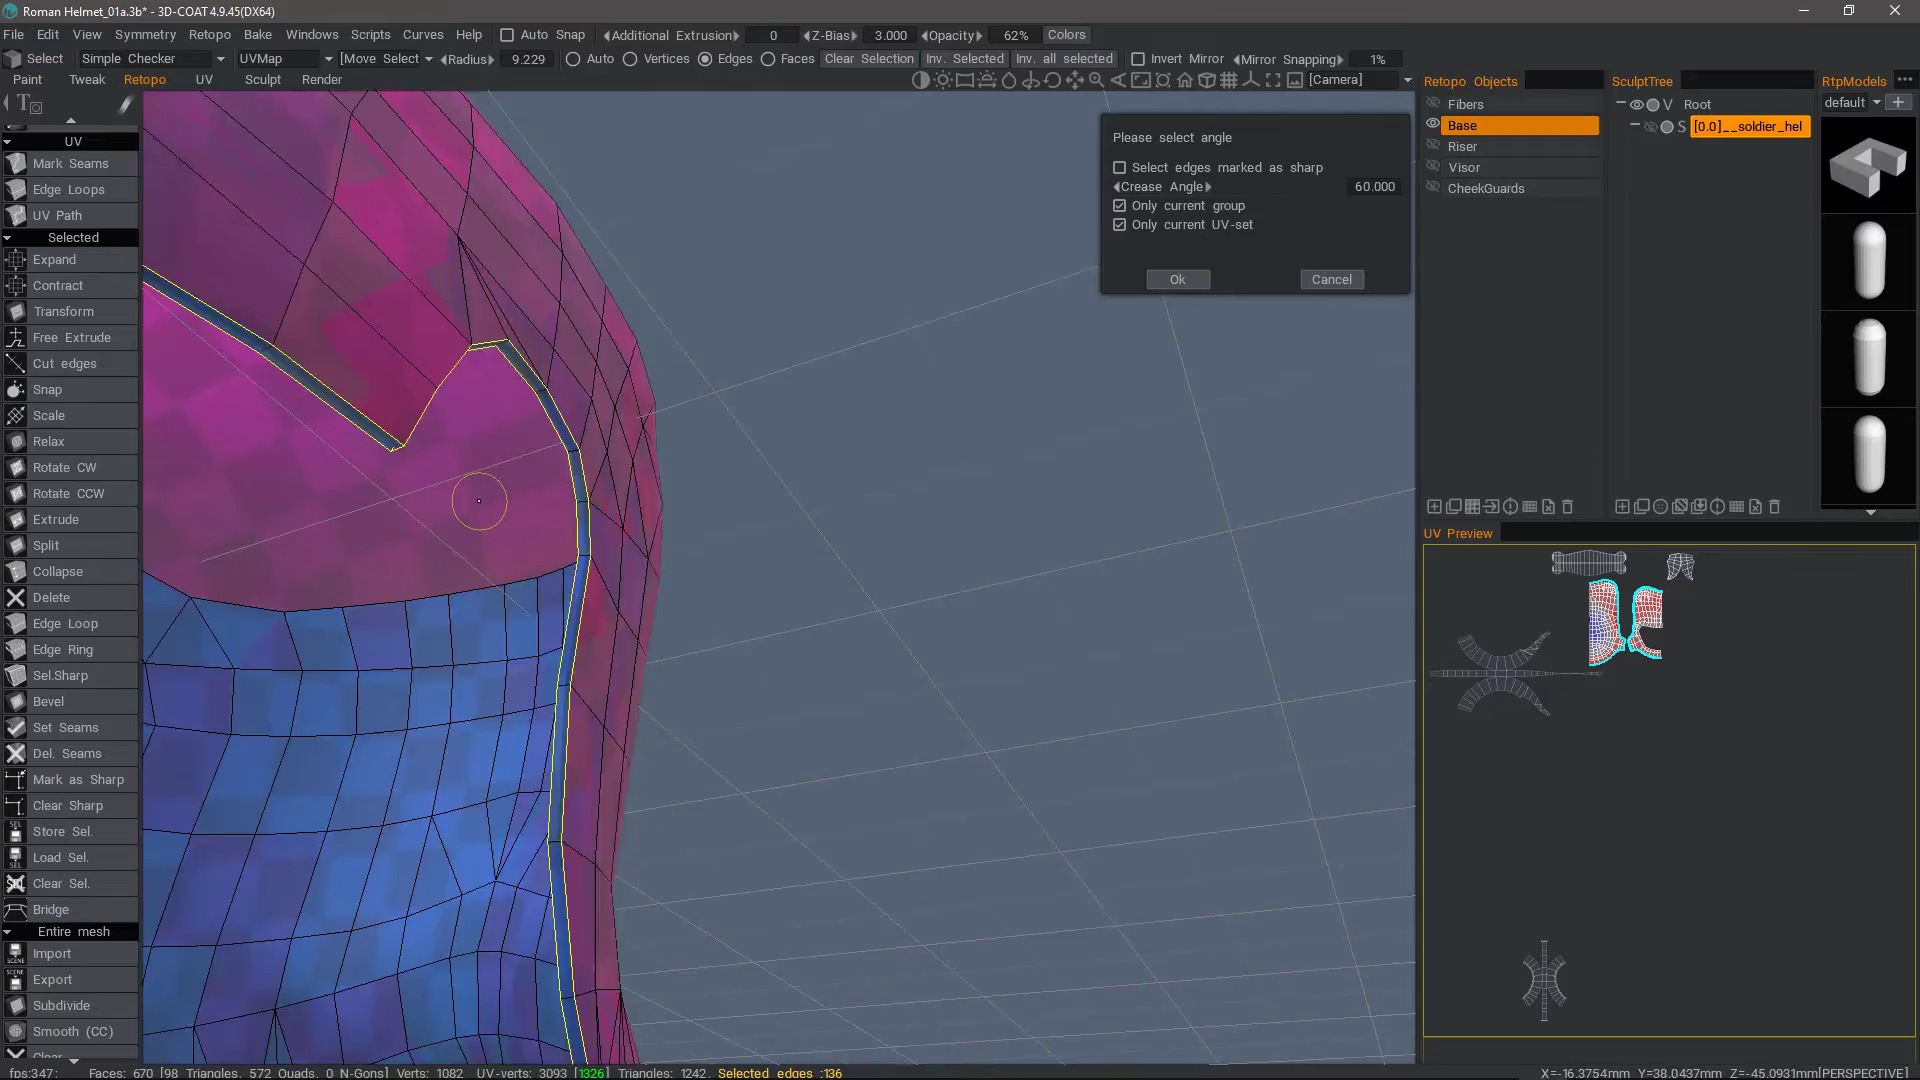 Roman Helmet_01a.3b* - 3D-COAT 4.9.45(DX64)
File Edit View Symmetry Retopo Bake Windows Scripts Curves Help Auto Snap Additional Extrusion 0 Z-Bias 3.000 Opacity 62% Colors
Select Simple Checker UVMap [Move Select Radius 9.229 Auto Vertices Edges Faces Clear Selection Inv. Selected Inv. all selected Invert Mirror Mirror Snapping 1%
Paint Tweak Retopo UV Sculpt Render [Camera]
UV
Mark Seams
Edge Loops
UV Path
Selected
Expand
Contract
Transform
Free Extrude
Cut edges
Snap
Scale
Relax
Rotate CW
Rotate CCW
Extrude
Split
Collapse
Delete
Edge Loop
Edge Ring
Sel.Sharp
Bevel
Set Seams
Del. Seams
Mark as Sharp
Clear Sharp
Store Sel.
Load Sel.
Clear Sel.
Bridge
Entire mesh
Import
Export
Subdivide
Smooth (CC)
Clear
Please select angle
Select edges marked as sharp
Crease Angle 60.000
Only current group
Only current UV-set
Ok Cancel
Retopo Objects
Fibers
Base
Riser
Visor
CheekGuards
SculptTree
V Root
S [0.0]__soldier_hel
RtpModels
default
UV Preview
fps:347; Faces: 670 [98 Triangles, 572 Quads, 0 N-Gons] Verts: 1082 UV-verts: 3093 [1326] Triangles: 1242. Selected edges :136 X=-16.3754mm Y=38.0437mm Z=-45.0931mm[PERSPECTIVE]